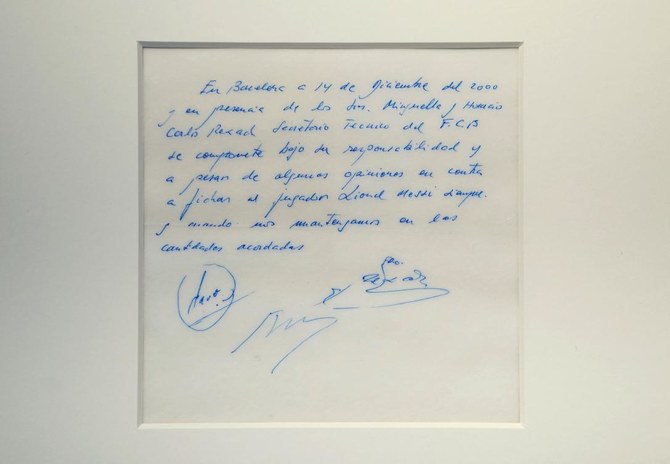 En Barcelona a 14 de Diciembre del 2000
y en presencia de los Srs. Minguella y Horacio
Carlos Rexach Secretario Tecnico del F.C.B
se compromete bajo su responsabilidad y
a pesar de algunas opiniones en contra
a fichar al jugador Lionel Messi siempre
y cuando nos mantengamos en las
cantidades acordadas